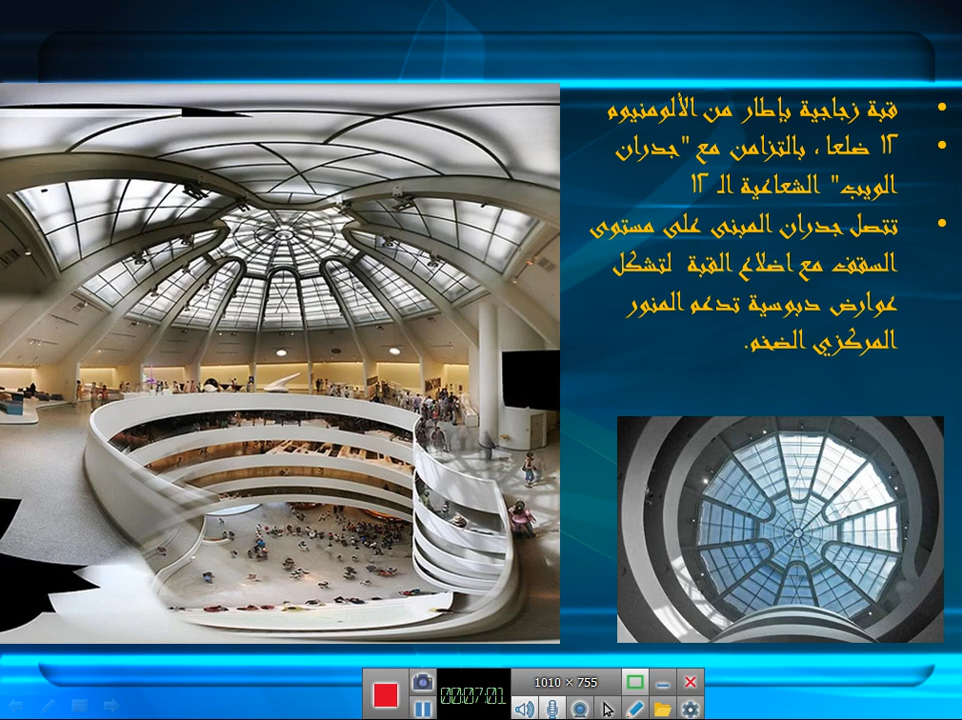 قبة زجاجية بإطار من الألومنيوم
١٢ ضلعا ، بالتزامن مع "جدران
الويب" الشعاعية الـ ١٢
تتصل جدران المبنى على مستوى
السقف مع اضلاع القبة لتشكل
عوارض دبوسية تدعم المنور
المركزي الضخم.
00:07:01
1010 × 755